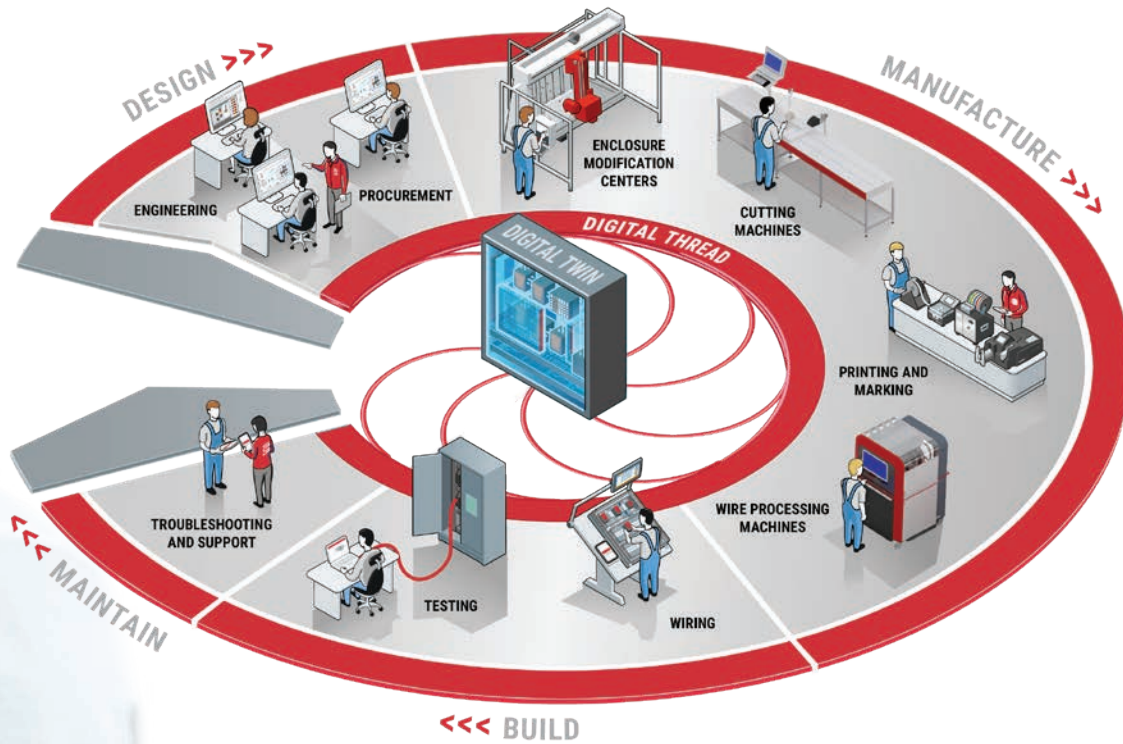 DESIGN >>>
ENGINEERING
PROCUREMENT
ENCLOSURE
MODIFICATION
CENTERS
MANUFACTURE >>>
CUTTING
MACHINES
DIGITAL THREAD
DIGITAL TWIN
PRINTING AND
MARKING
WIRE PROCESSING
MACHINES
WIRING
TESTING
<<< BUILD
TROUBLESHOOTING
AND SUPPORT
<<< MAINTAIN